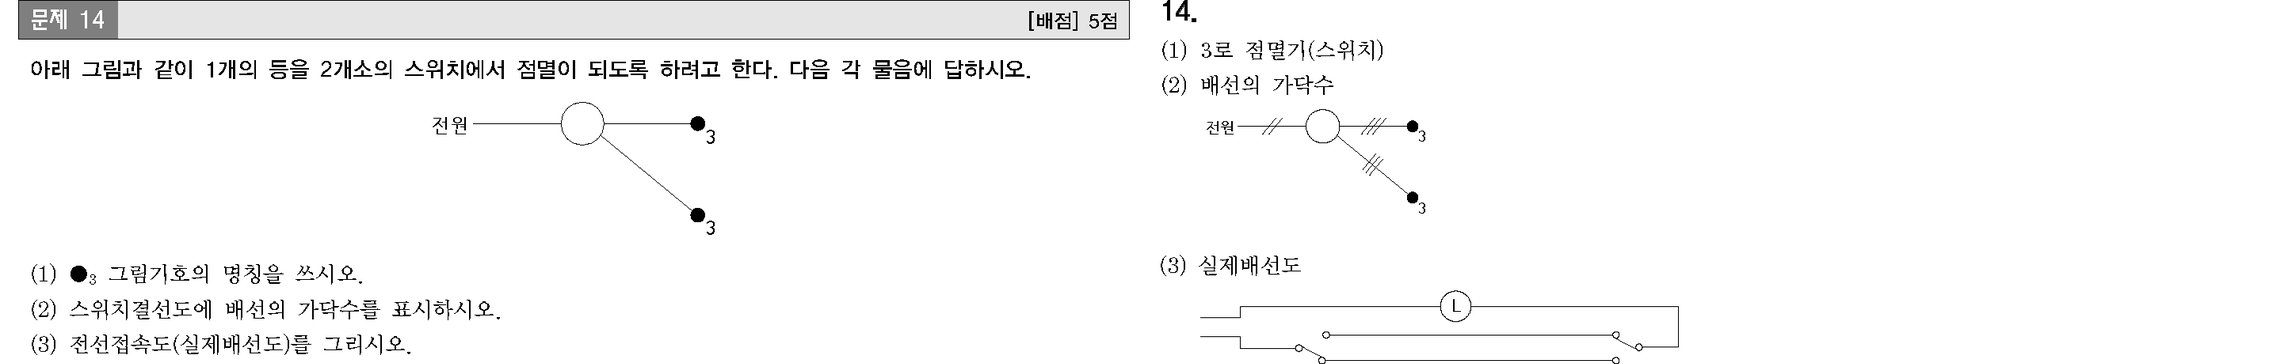 문제 14
[배점] 5점
아래 그림과 같이 1개의 등을 2개소의 스위치에서 점멸이 되도록 하려고 한다. 다음 각 물음에 답하시오.
전원
3
3
(1) ●3 그림기호의 명칭을 쓰시오.
(2) 스위치결선도에 배선의 가닥수를 표시하시오.
(3) 전선접속도(실제배선도)를 그리시오.
14.
(1) 3로 점멸기(스위치)
(2) 배선의 가닥수
전원
3
3
(3) 실제배선도
L